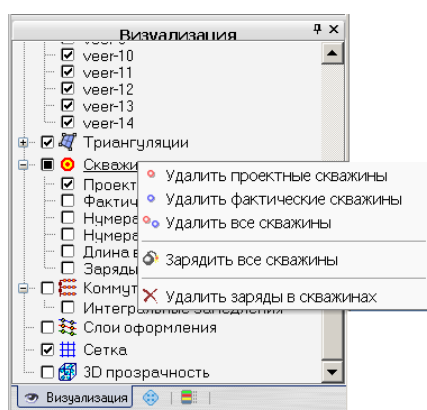 Визуализация
veer-10
veer-11
veer-12
veer-13
veer-14
Триангуляции
Удалить проектные скважины
Удалить фактические скважины
Удалить все скважины
Зарядить все скважины
Удалить заряды в скважинах
Скважи
Проект
Фактич
Нумера
Нумера
Длина в
Заряды
Коммут
Слои оформления
Сетка
3D прозрачность
Визуализация